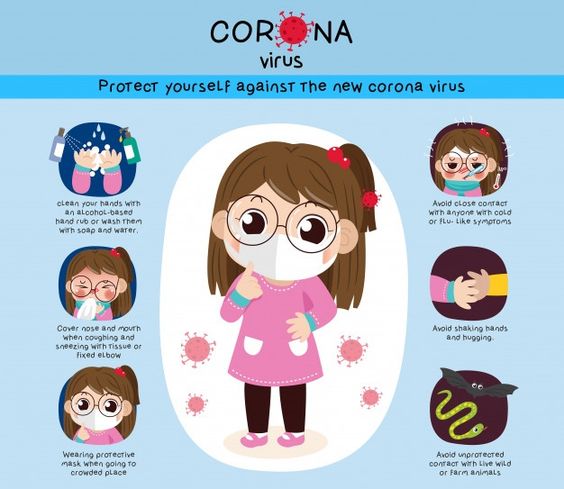 CORONA
virus
Protect yourself against the new corona virus
clean your hands with
an alcohol-based
hand rub or wash them
with soap and water.
Cover nose and mouth
when coughing and
sneezing with tissue or
fixed elbow
Wearing protective
mask when going to
crowded place
Avoid close contact
with anyone with cold
or flu- like symptoms
Avoid shaking hands
and hugging.
Avoid unprotected
contact with live wild
or farm animals